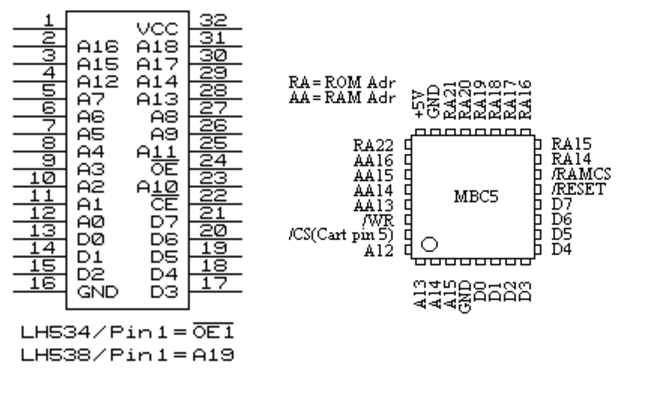 1 VCC 32
2 A16 A18 31
3 A15 A17 30
4 A12 A14 29
5 A7 A13 28
6 A6 A8 27
7 A5 A9 26
8 A4 A11 25
9 A3 OE 24
10 A2 A10 23
11 A1 CE 22
12 A0 D7 21
13 D0 D6 20
14 D1 D5 19
15 D2 D4 18
16 GND D3 17
LH534/Pin1=OE1
LH538/Pin1=A19
RA=ROM Adr
AA=RAM Adr
+5V
GND
RA21
RA20
RA19
RA18
RA17
RA16
RA22
AA16
AA15
AA14
AA13
/WR
/CS(Cart pin 5)
A12
MBC5
RA15
RA14
/RAMCS
/RESET
D7
D6
D5
D4
A13
A14
A15
GND
D0
D1
D2
D3